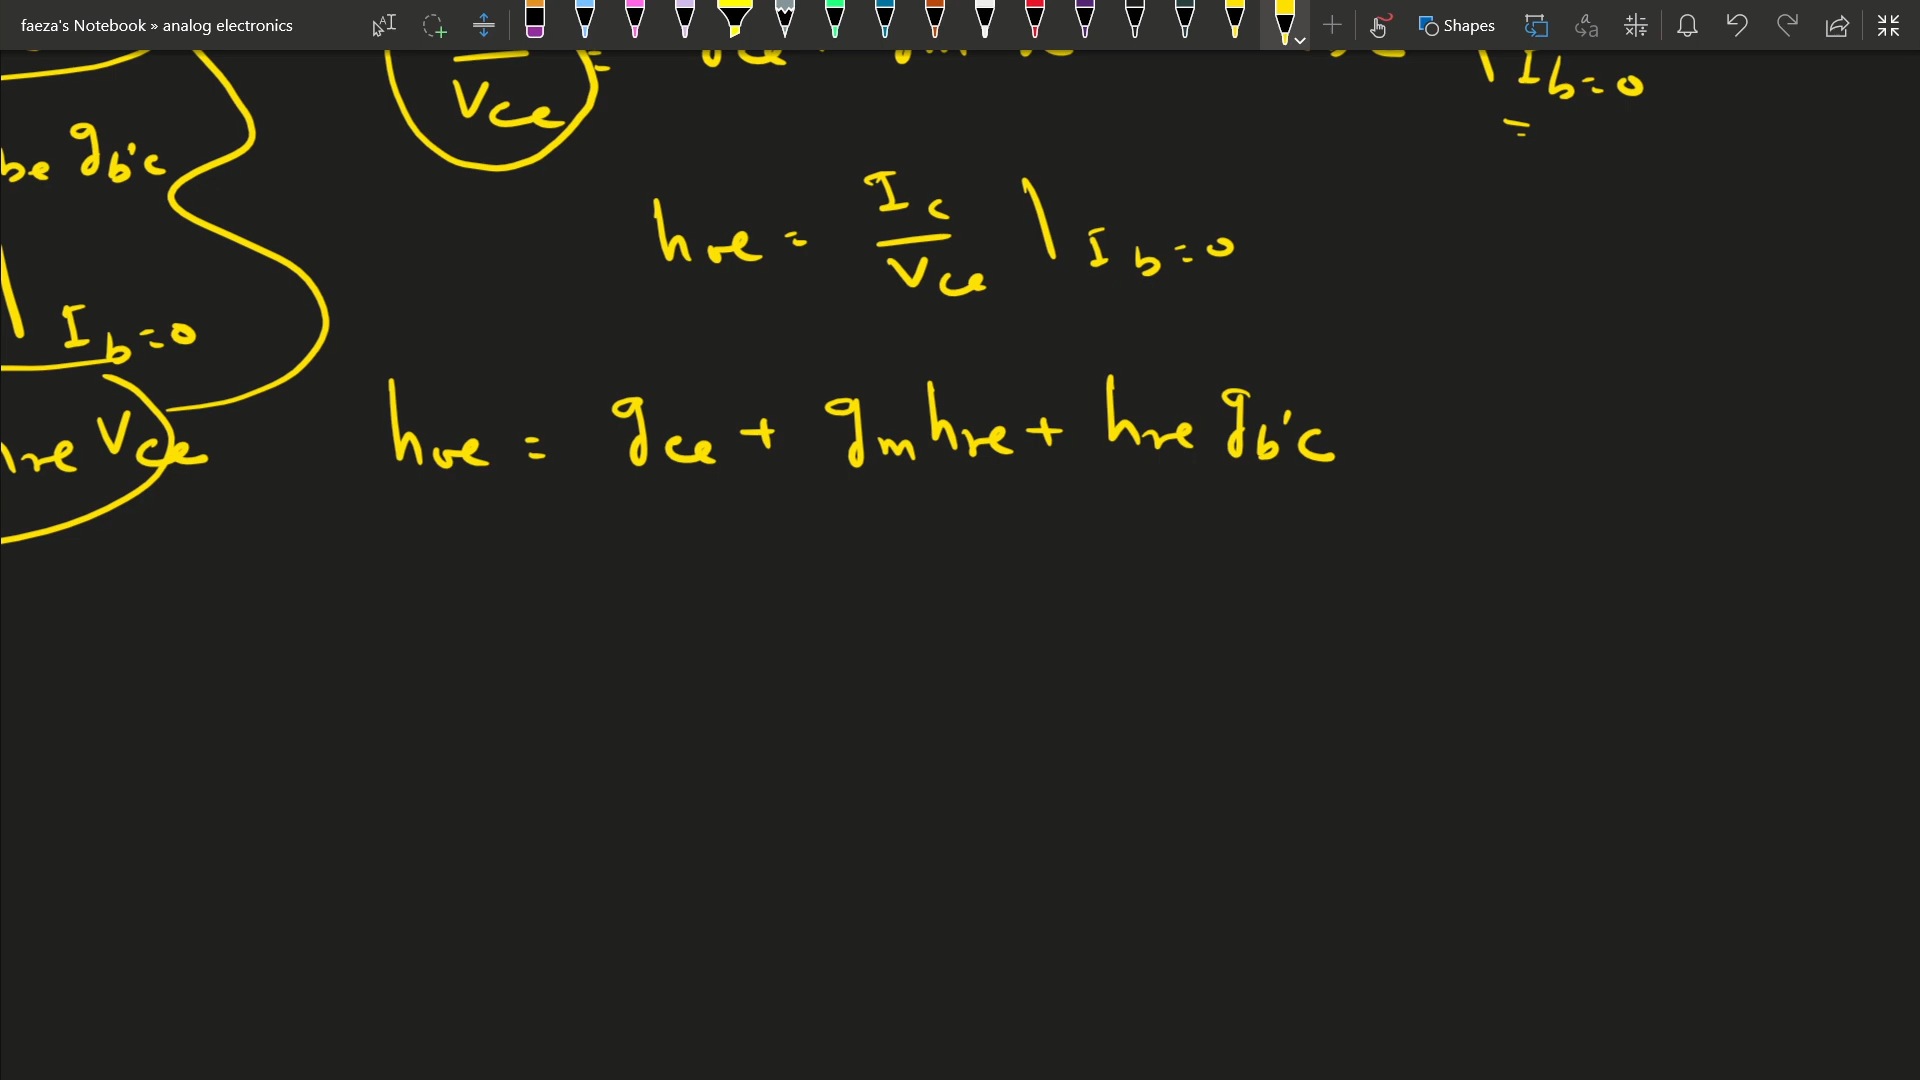 faeza's Notebook » analog electronics
Shapes
Vce
=
Ib=0
=
be gb'c
hoe = Ic / Vce | Ib=0
| Ib=0
hre Vce
hoe = gce + gm hre + hre gb'c